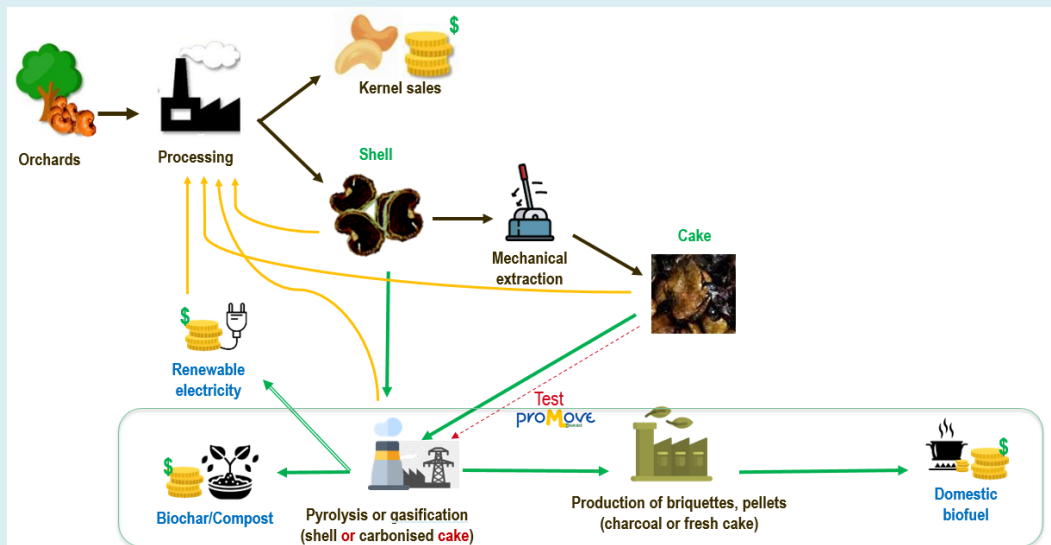 $
Kernel sales
Orchards
Processing
Shell
Mechanical
extraction
Cake
$
Renewable
electricity
Test
proMove
$
Biochar/Compost
Pyrolysis or gasification
(shell or carbonised cake)
Production of briquettes, pellets
(charcoal or fresh cake)
$
Domestic
biofuel